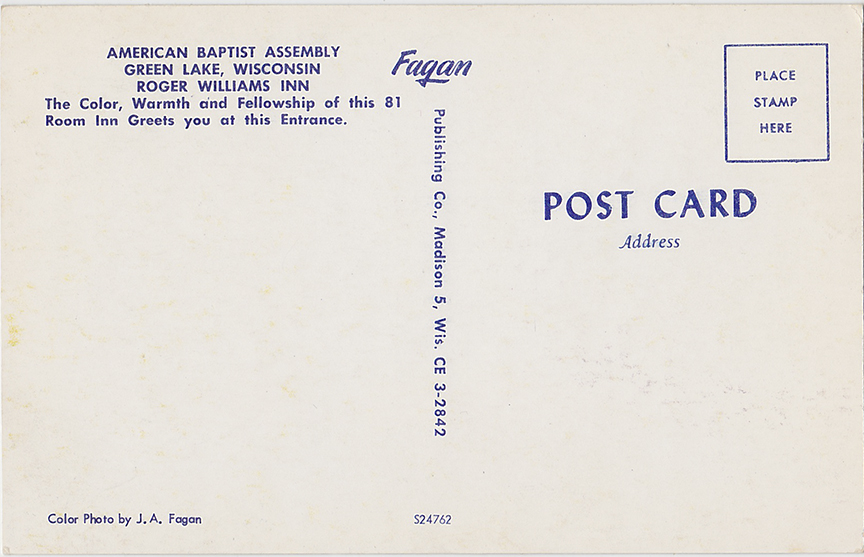 AMERICAN BAPTIST ASSEMBLY
GREEN LAKE, WISCONSIN
ROGER WILLIAMS INN
The Color, Warmth and Fellowship of this 81
Room Inn Greets you at this Entrance.
Fagan
Publishing Co., Madison 5, Wis. CE 3-2842
PLACE
STAMP
HERE
POST CARD
Address
Color Photo by J. A. Fagan
S24762